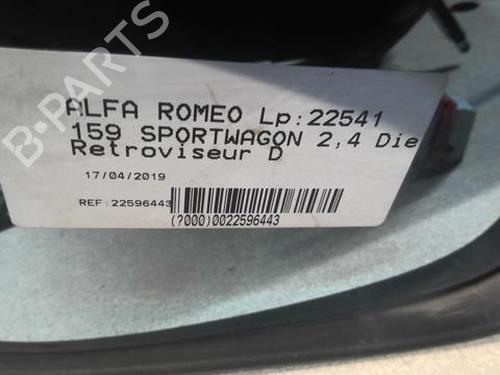 B-PARTS
ALFA ROMEO Lp:22541
159 SPORTWAGON 2,4 Die
Retroviseur D
17/04/2019
REF:22596443
(?000)0022596443